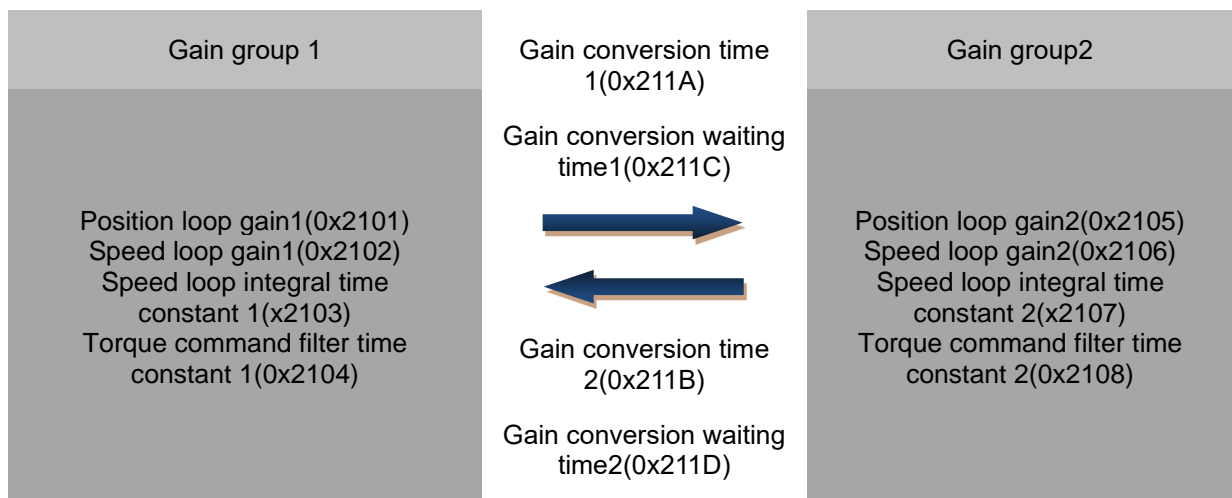 Gain group 1
Position loop gain1(0x2101)
Speed loop gain1(0x2102)
Speed loop integral time
constant 1(x2103)
Torque command filter time
constant 1(0x2104)
Gain conversion time
1(0x211A)
Gain conversion waiting
time1(0x211C)
Gain conversion time
2(0x211B)
Gain conversion waiting
time2(0x211D)
Gain group2
Position loop gain2(0x2105)
Speed loop gain2(0x2106)
Speed loop integral time
constant 2(x2107)
Torque command filter time
constant 2(0x2108)